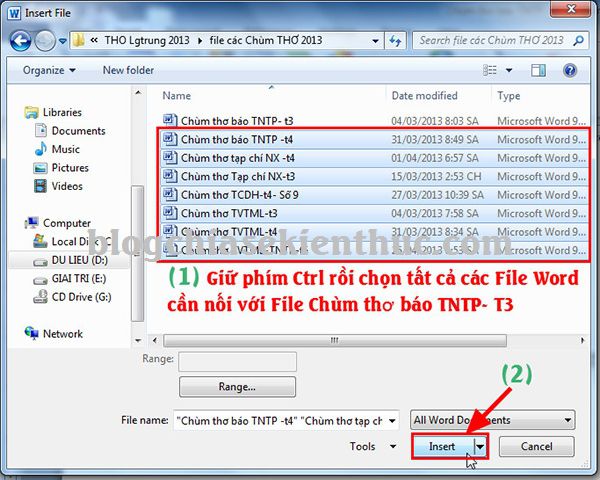 Insert File
THO Lgtrung 2013 file các Chùm THƠ 2013
Search file các Chùm THƠ 2013
Organize New folder
Name Date modified Type
Libraries
Documents
Music
Pictures
Videos
Computer
Local Disk (C
DU LIEU (D:)
GIAI TRI (E:)
CD Drive (G:)
Network
Chùm thơ báo TNTP- t3 04/03/2013 8:03 SA Microsoft Word 9...
Chùm thơ báo TNTP -t4 31/03/2013 8:49 SA Microsoft Word 9...
Chùm thơ tạp chí NX -t4 01/04/2013 6:57 SA Microsoft Word 9...
Chùm thơ Tạp chí NX-t3 15/03/2013 2:53 CH Microsoft Word 9...
Chùm thơ TCDH-t4- Số 9 27/03/2013 10:39 SA Microsoft Word 9...
Chùm thơ TVTML-t3 04/03/2013 7:58 SA Microsoft Word 9...
Chùm thơ TVTML-t4 31/03/2013 8:34 SA Microsoft Word 9...
Chùm thơ Microsoft Word 9...
blogchiasekienthuc.com
(1) Giữ phím Ctrl rồi chọn tất cả các File Word
cần nối với File Chùm thơ báo TNTP- T3
Range:
Range...
(2)
File name: "Chùm thơ báo TNTP -t4" "Chùm thơ tạp ch All Word Documents
Tools Insert Cancel